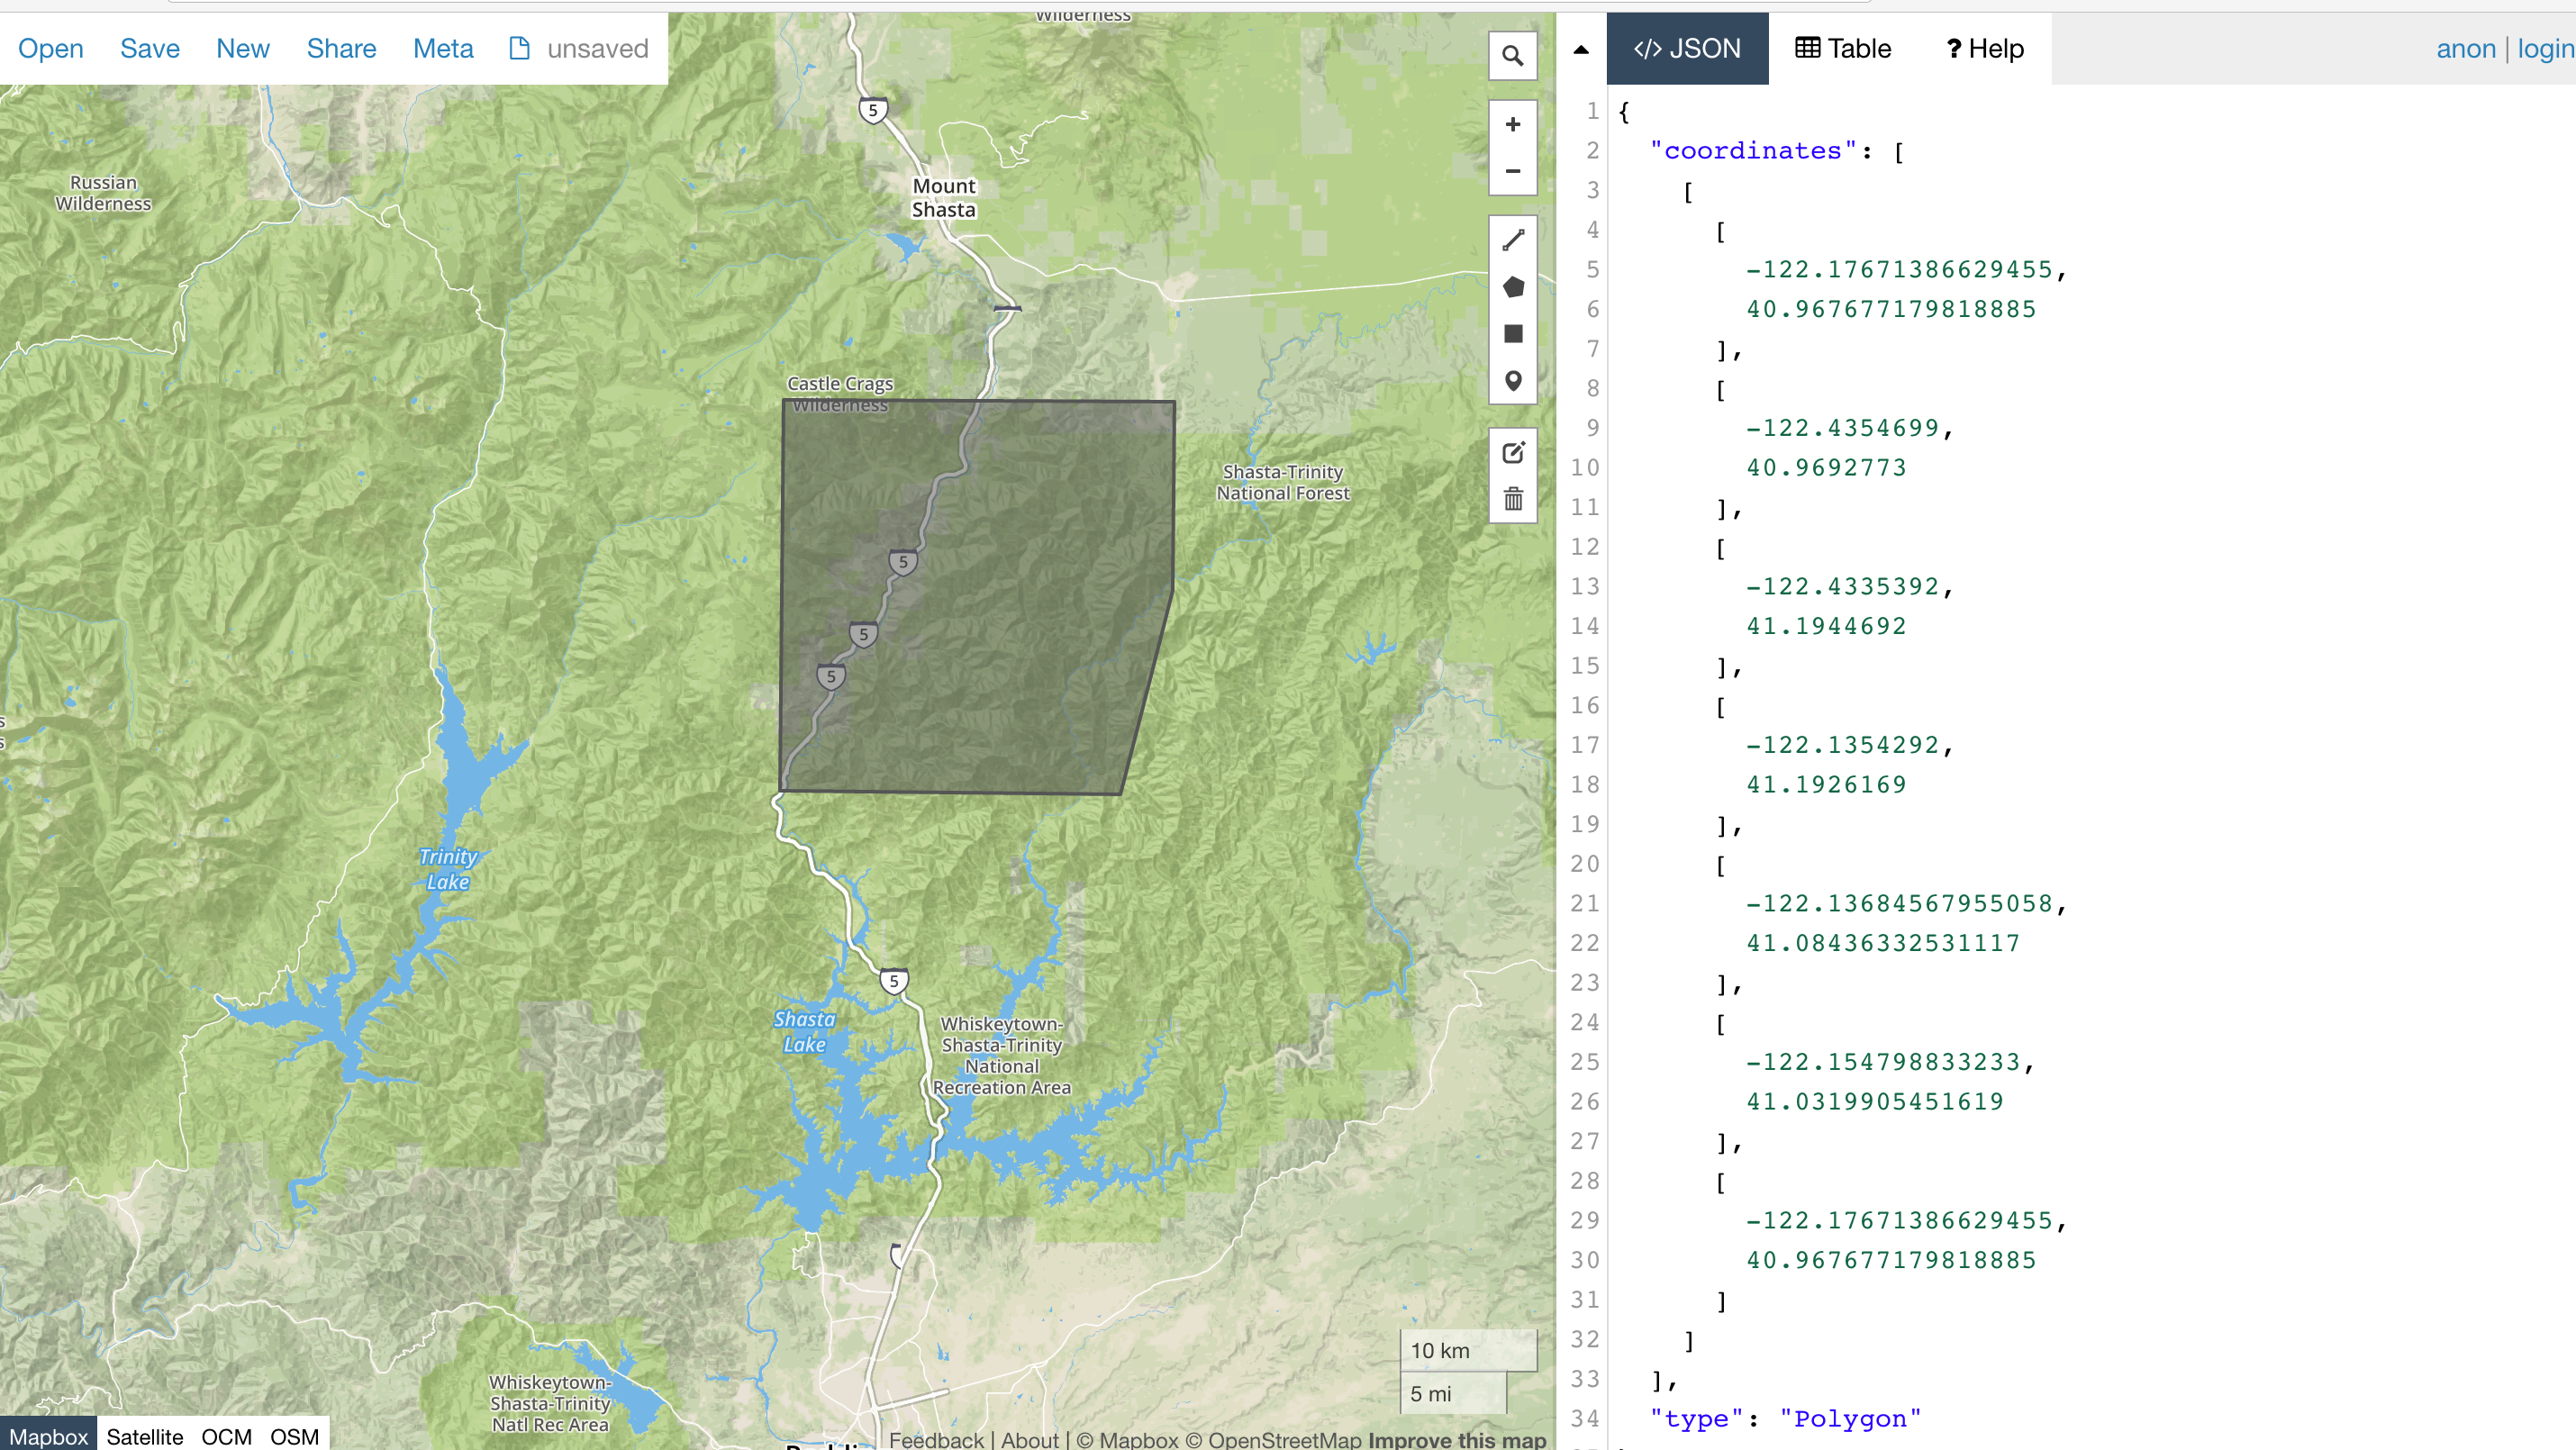 Open Save New Share Meta unsaved
Wilderness
5
Mount
Shasta
Russian
Wilderness
Castle Crags
Wilderness
Shasta-Trinity
National Forest
5
5
5
Trinity
Lake
5
Shasta
Lake
Whiskeytown-
Shasta-Trinity
National
Recreation Area
Whiskeytown-
Shasta-Trinity
Natl Rec Area
10 km
5 mi
Mapbox Satellite OCM OSM
Feedback | About | © Mapbox © OpenStreetMap Improve this map
</> JSON Table ? Help
anon | login
1 {
2 "coordinates": [
3 [
4 [
5 -122.17671386629455,
6 40.967677179818885
7 ],
8 [
9 -122.4354699,
10 40.9692773
11 ],
12 [
13 -122.4335392,
14 41.1944692
15 ],
16 [
17 -122.1354292,
18 41.1926169
19 ],
20 [
21 -122.13684567955058,
22 41.08436332531117
23 ],
24 [
25 -122.154798833233,
26 41.0319905451619
27 ],
28 [
29 -122.17671386629455,
30 40.967677179818885
31 ]
32 ]
33 ],
34 "type": "Polygon"